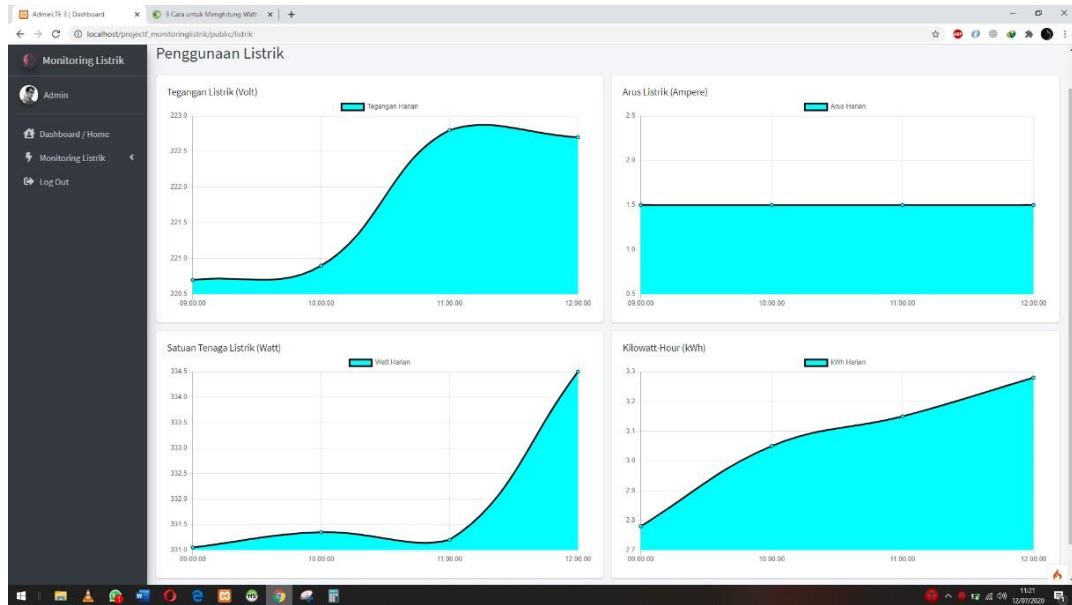 AdminLTE 3 | Dashboard
3 Cara untuk Menghitung Watt -
localhost/projectf_monitoringlistrik/public/listrik
Monitoring Listrik
Admin
Dashboard / Home
Monitoring Listrik
Log Out
Penggunaan Listrik
Tegangan Listrik (Volt)
Tegangan Harian
223.0
222.5
222.0
221.5
221.0
220.5
09:00:00
10:00:00
11:00:00
12:00:00
Arus Listrik (Ampere)
Arus Harian
2.5
2.0
1.5
1.0
0.5
09:00:00
10:00:00
11:00:00
12:00:00
Satuan Tenaga Listrik (Watt)
Watt Harian
334.5
334.0
333.5
333.0
332.5
332.0
331.5
331.0
09:00:00
10:00:00
11:00:00
12:00:00
Kilowatt-Hour (kWh)
kWh Harian
3.3
3.2
3.1
3.0
2.9
2.8
2.7
09:00:00
10:00:00
11:00:00
12:00:00
11:21
12/07/2020